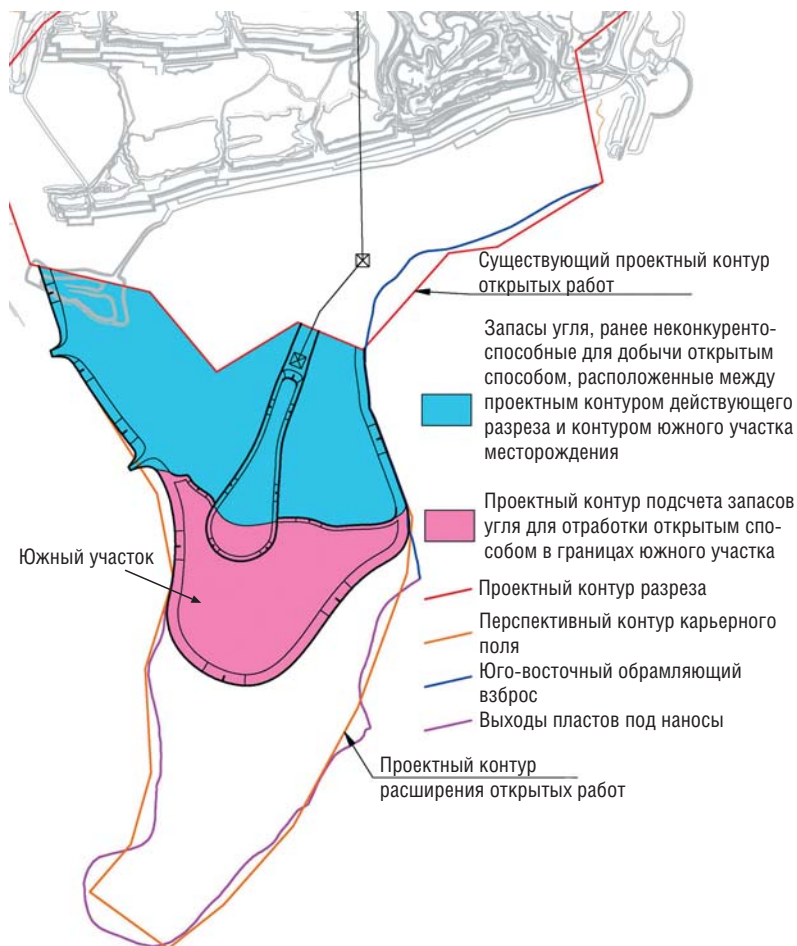 Существующий проектный контур
открытых работ
Запасы угля, ранее неконкуренто-
способные для добычи открытым
способом, расположенные между
проектным контуром действующего
разреза и контуром южного участка
месторождения
Проектный контур подсчета запасов
угля для отработки открытым спо-
собом в границах южного участка
Южный участок
Проектный контур разреза
Перспективный контур карьерного
поля
Юго-восточный обрамляющий
взброс
Выходы пластов под наносы
Проектный контур
расширения открытых работ